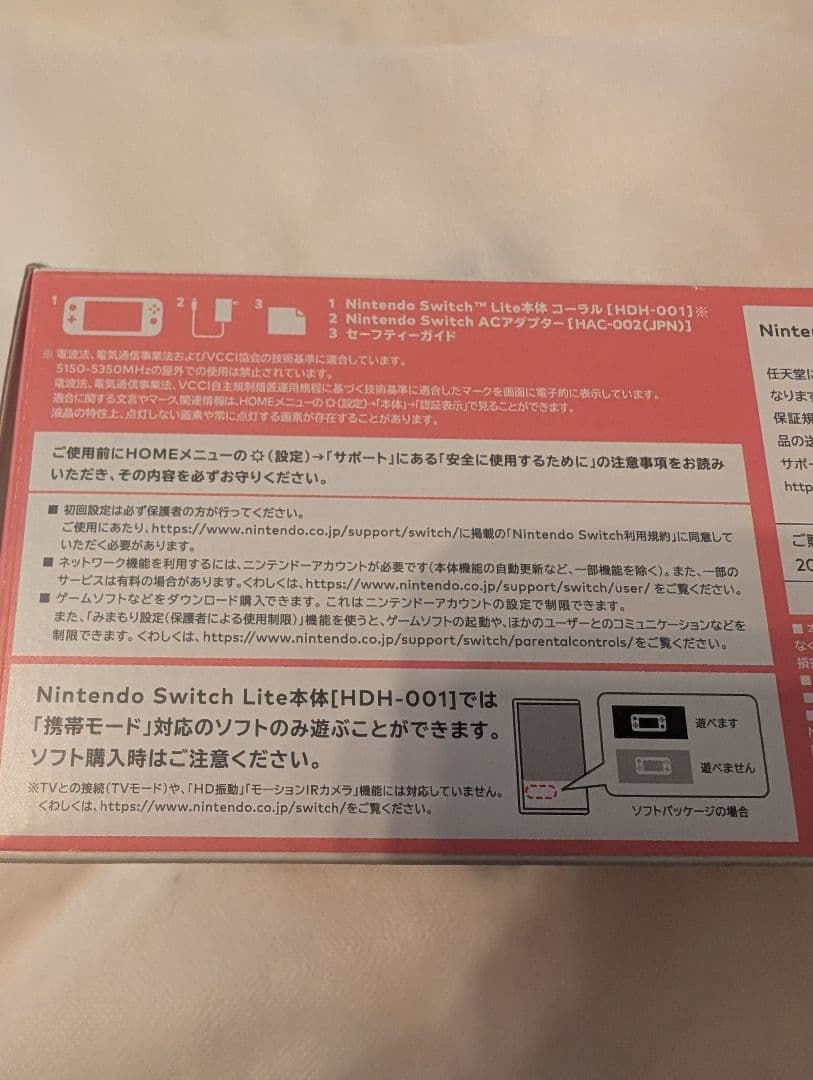 1 2 3
1 Nintendo Switch™ Lite本体 コーラル [HDH-001]※
2 Nintendo Switch ACアダプター [HAC-002(JPN)]
3 セーフティーガイド
※ 電波法、電気通信事業法およびVCCI協会の技術基準に適合しています。
5150-5350MHzの屋外での使用は禁止されています。
電波法、電気通信事業法、VCCI自主規制措置運用規程に基づく技術基準に適合したマークを画面に電子的に表示しています。
適合に関する文言やマーク、関連情報は、HOMEメニューの(設定)→「本体」→「認証表示」で見ることができます。
液晶の特性上、点灯しない画素や常に点灯する画素が存在することがあります。
ご使用前にHOMEメニューの(設定)→「サポート」にある「安全に使用するために」の注意事項をお読み
いただき、その内容を必ずお守りください。
■ 初回設定は必ず保護者の方が行ってください。
ご使用にあたり、https://www.nintendo.co.jp/support/switch/に掲載の「Nintendo Switch利用規約」に同意して
いただく必要があります。
■ ネットワーク機能を利用するには、ニンテンドーアカウントが必要です(本体機能の自動更新など、一部機能を除く)。また、一部の
サービスは有料の場合があります。くわしくは、https://www.nintendo.co.jp/support/switch/user/ をご覧ください。
■ ゲームソフトなどをダウンロード購入できます。これはニンテンドーアカウントの設定で制限できます。
また、「みまもり設定(保護者による使用制限)」機能を使うと、ゲームソフトの起動や、ほかのユーザーとのコミュニケーションなどを
制限できます。くわしくは、https://www.nintendo.co.jp/support/switch/parentalcontrols/をご覧ください。
Nintendo Switch Lite本体[HDH-001]では
「携帯モード」対応のソフトのみ遊ぶことができます。
ソフト購入時はご注意ください。
※TVとの接続(TVモード)や、「HD振動」「モーションIRカメラ」機能には対応していません。
くわしくは、https://www.nintendo.co.jp/switch/をご覧ください。
遊べます
遊べません
ソフトパッケージの場合
Ninten
任天堂に
なります
保証規
品の送
サポー
http
ご購
20